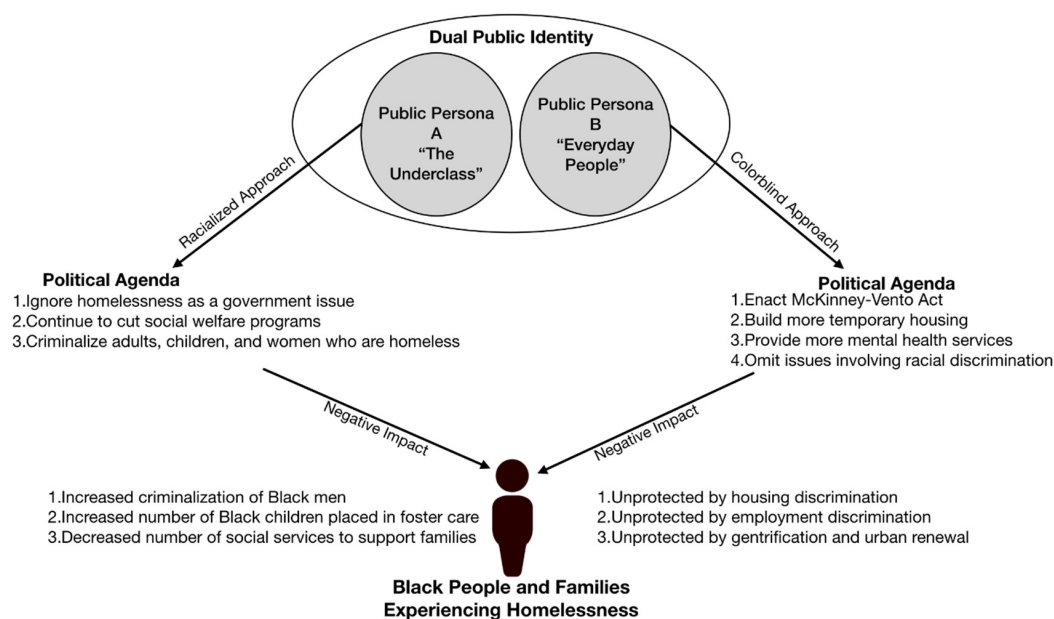 Dual Public Identity
Public Persona
A
“The
Underclass”
Public Persona
B
“Everyday
People”
Racialized Approach
Colorblind Approach
Political Agenda
1.Ignore homelessness as a government issue
2.Continue to cut social welfare programs
3.Criminalize adults, children, and women who are homeless
Political Agenda
1.Enact McKinney-Vento Act
2.Build more temporary housing
3.Provide more mental health services
4.Omit issues involving racial discrimination
Negative Impact
Negative Impact
1.Increased criminalization of Black men
2.Increased number of Black children placed in foster care
3.Decreased number of social services to support families
1.Unprotected by housing discrimination
2.Unprotected by employment discrimination
3.Unprotected by gentrification and urban renewal
Black People and Families
Experiencing Homelessness